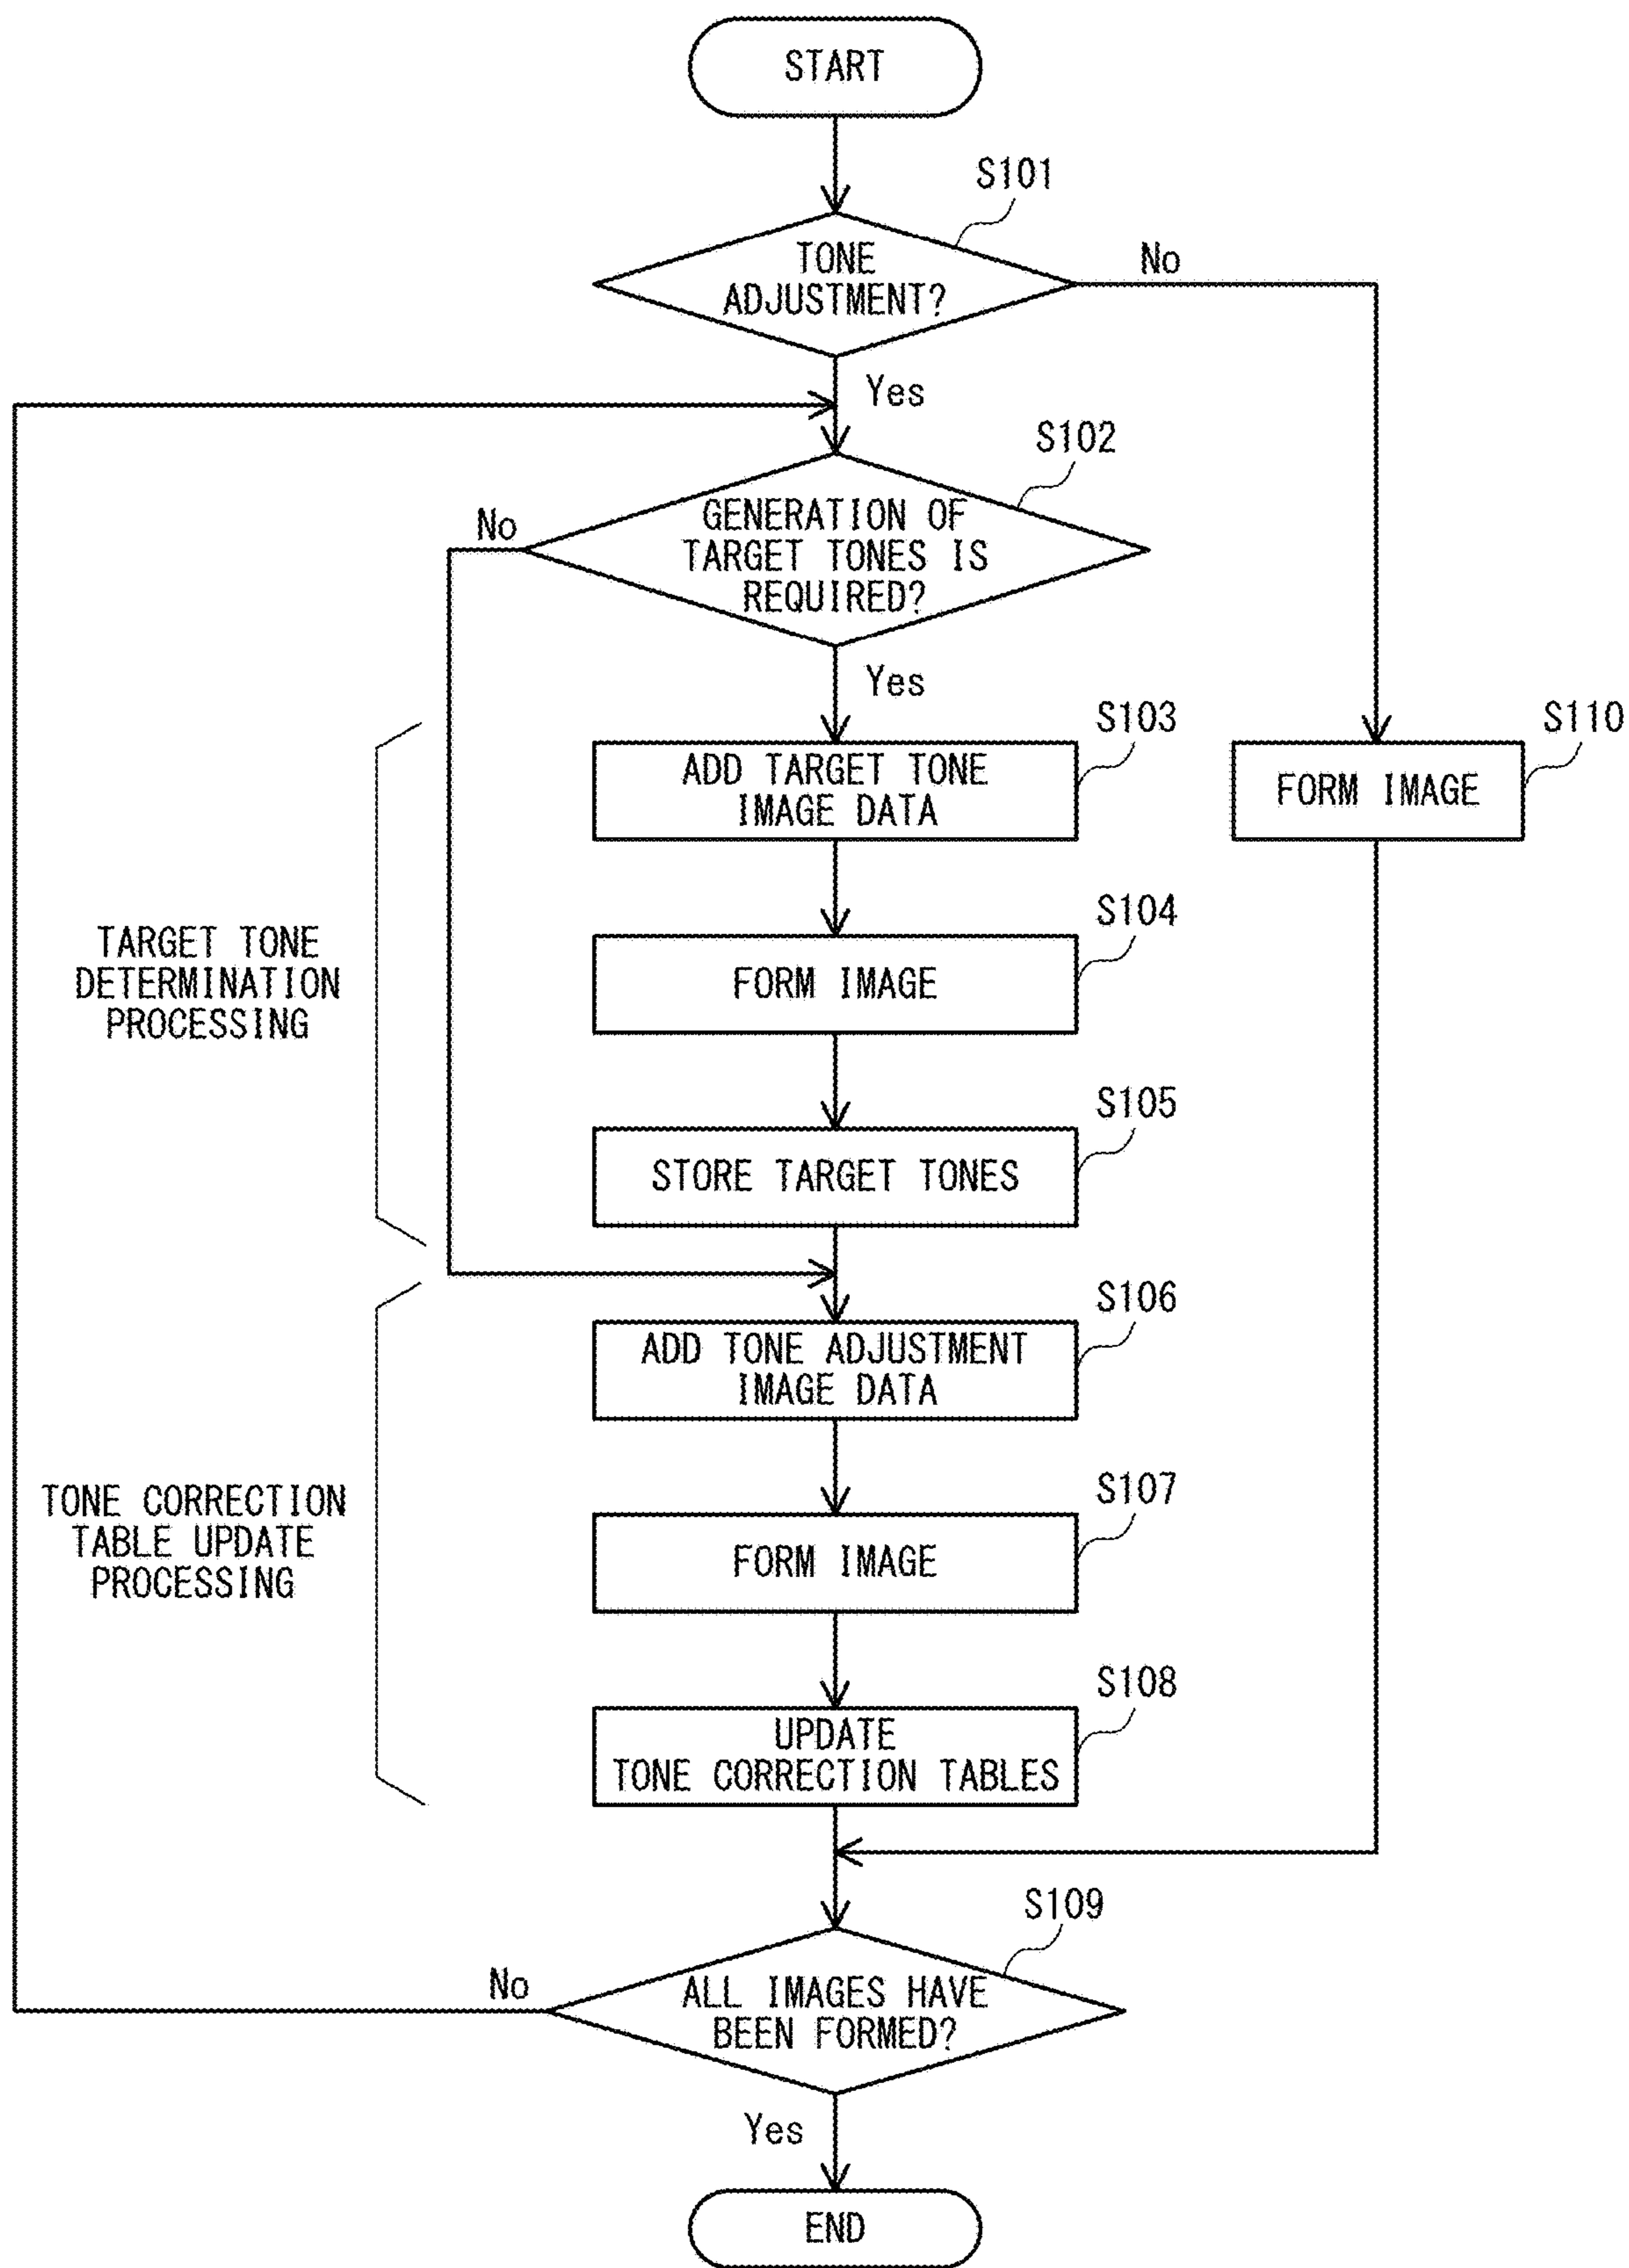 START
S101
TONE
ADJUSTMENT?
No
Yes
S102
GENERATION OF
TARGET TONES IS
REQUIRED?
No
Yes
S103
ADD TARGET TONE
IMAGE DATA
S110
FORM IMAGE
S104
FORM IMAGE
TARGET TONE
DETERMINATION
PROCESSING
S105
STORE TARGET TONES
S106
ADD TONE ADJUSTMENT
IMAGE DATA
S107
FORM IMAGE
TONE CORRECTION
TABLE UPDATE
PROCESSING
S108
UPDATE
TONE CORRECTION TABLES
S109
ALL IMAGES HAVE
BEEN FORMED?
No
Yes
END